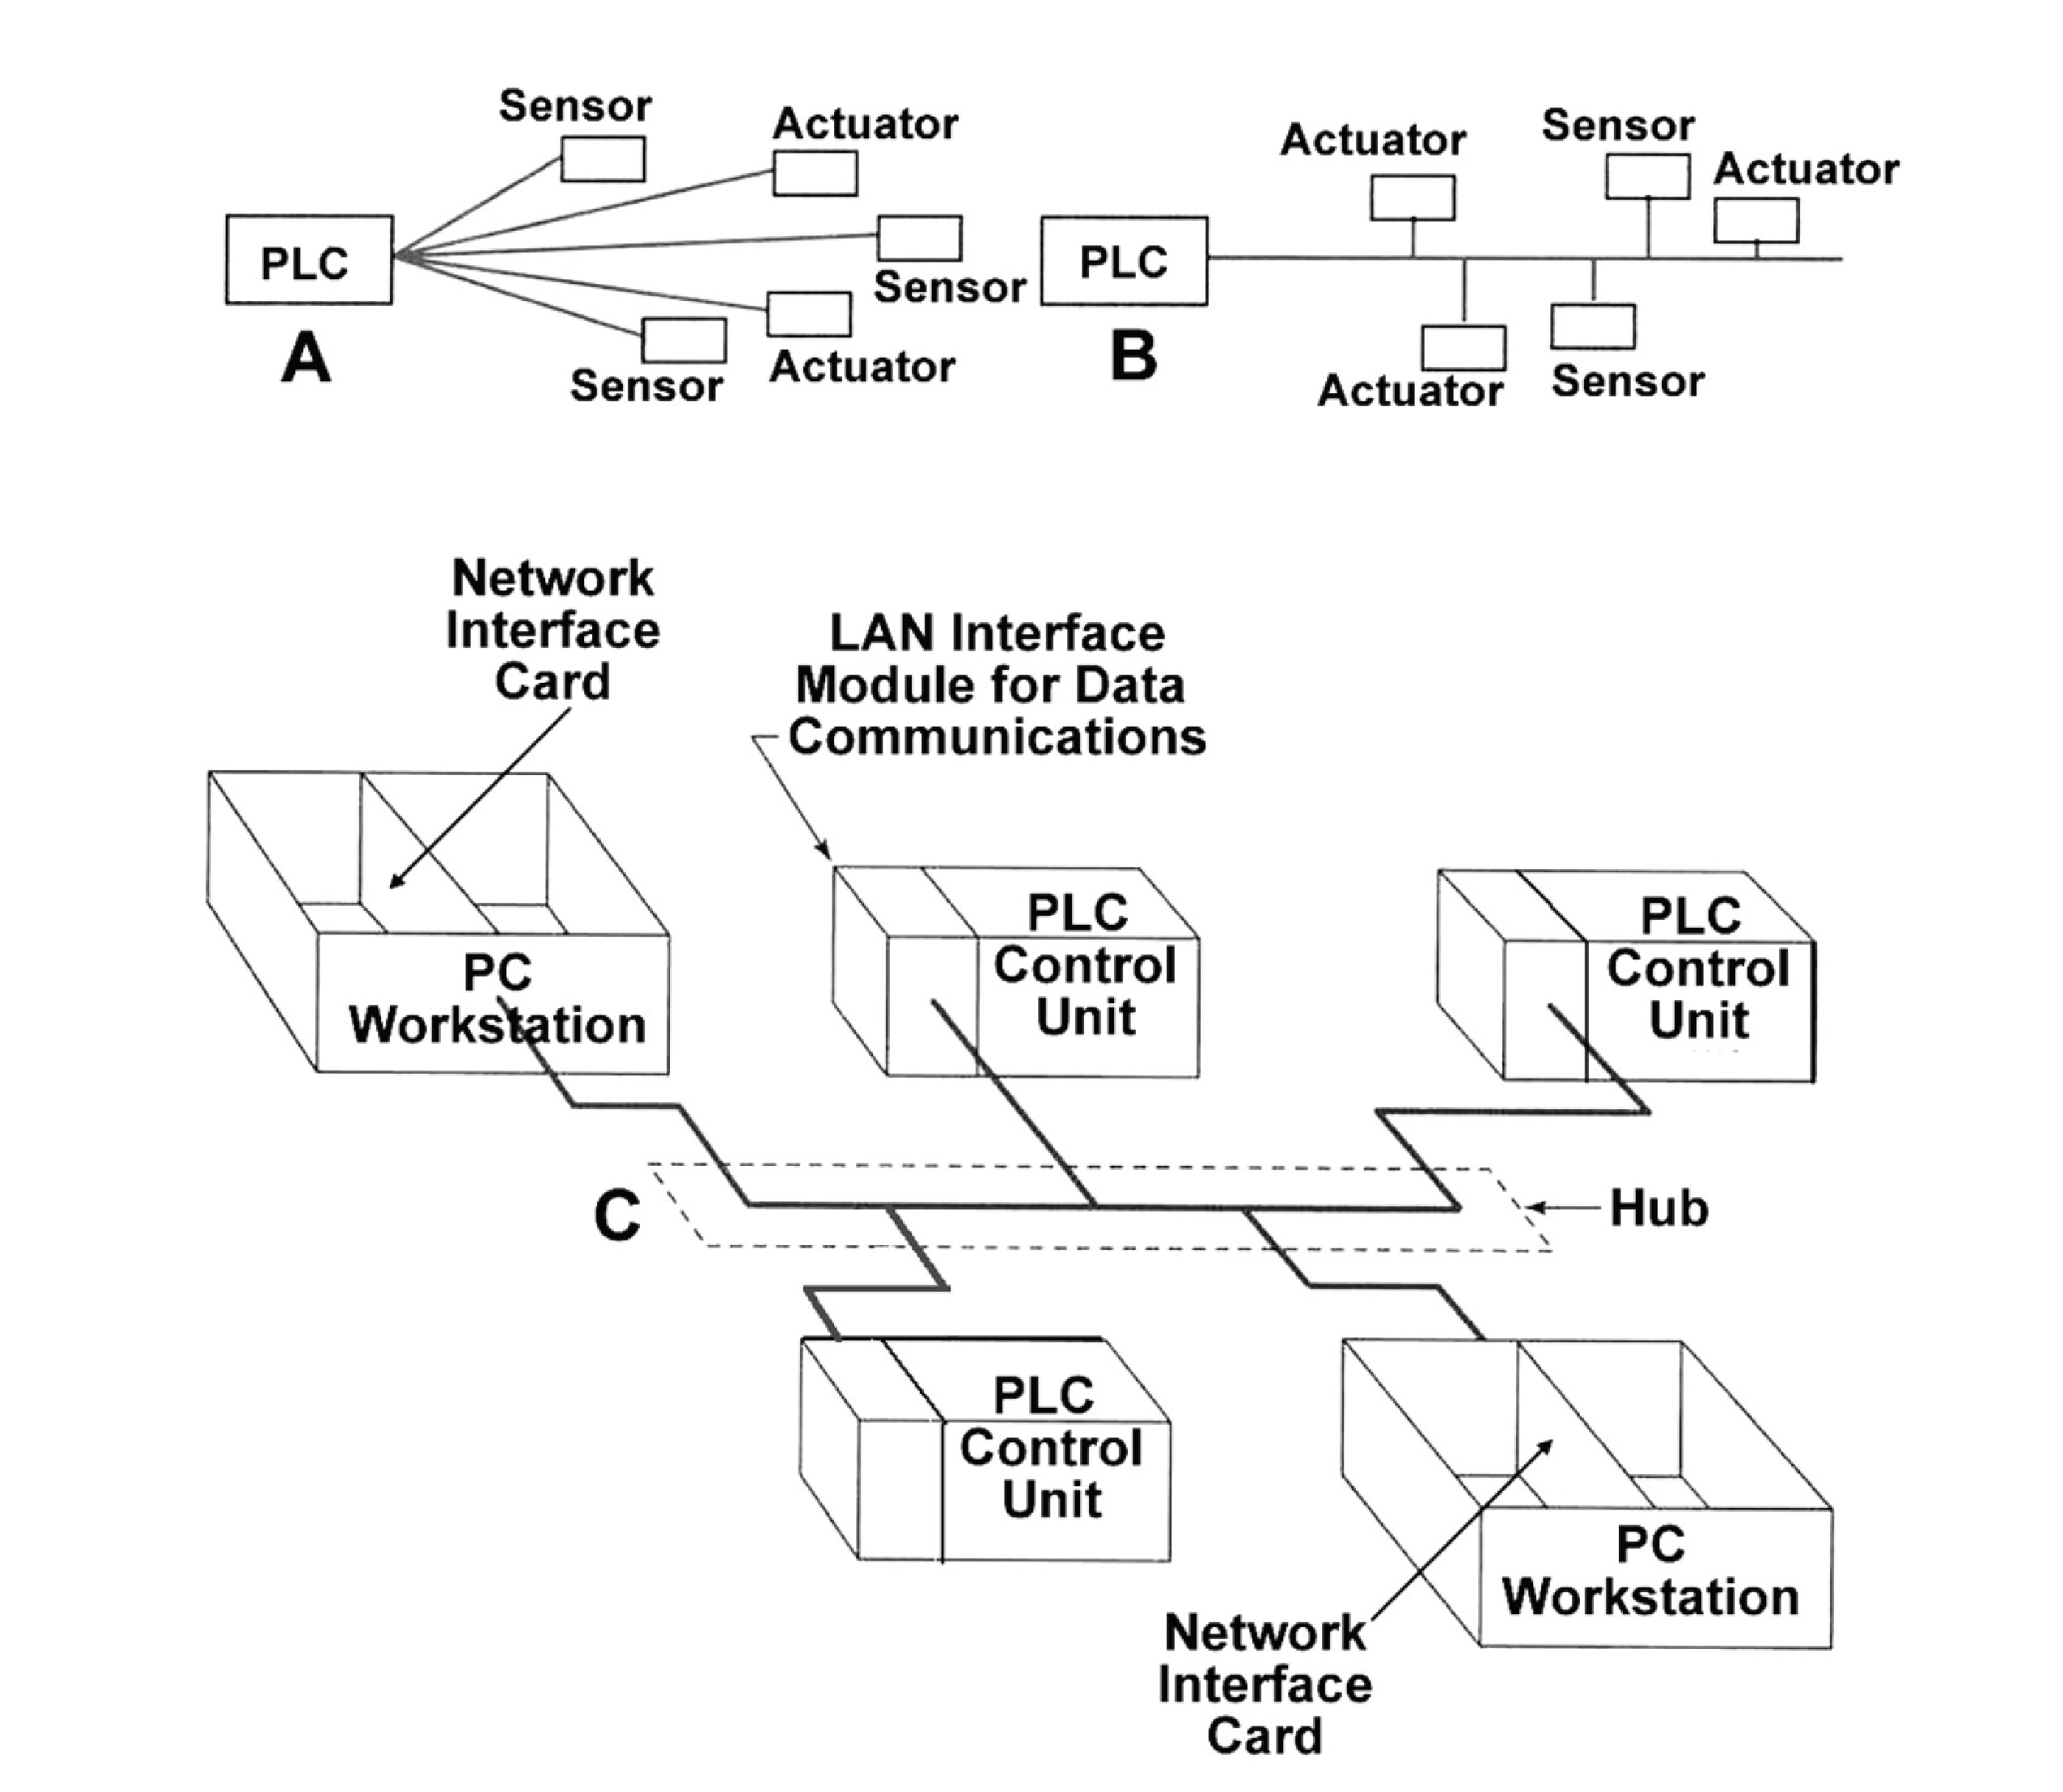 Sensor
Actuator
PLC
Sensor
A
Actuator
Sensor
Actuator
Sensor
Actuator
PLC
B
Actuator
Sensor
Network
Interface
Card
LAN Interface
Module for Data
Communications
PC
Workstation
PLC
Control
Unit
PLC
Control
Unit
C
Hub
PLC
Control
Unit
PC
Workstation
Network
Interface
Card